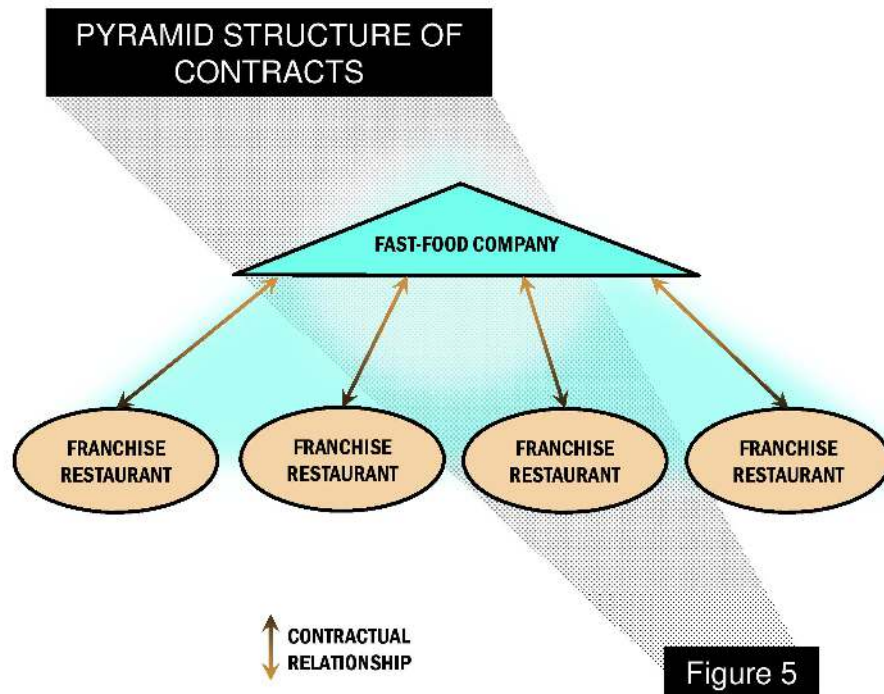 PYRAMID STRUCTURE OF
CONTRACTS
FAST-FOOD COMPANY
FRANCHISE
RESTAURANT
FRANCHISE
RESTAURANT
FRANCHISE
RESTAURANT
FRANCHISE
RESTAURANT
CONTRACTUAL
RELATIONSHIP
Figure 5